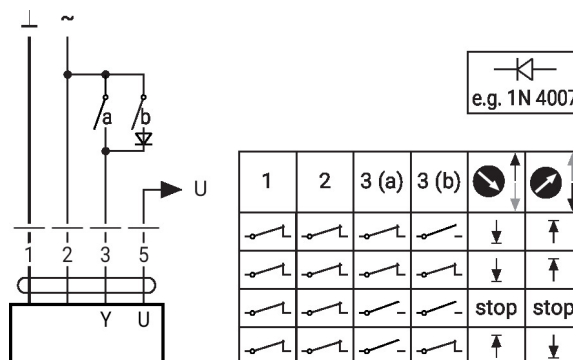 ⊥ ~
a b
e.g. 1N 4007
U
1 2 3 (a) 3 (b)
1 2 3 5
stop stop
Y U